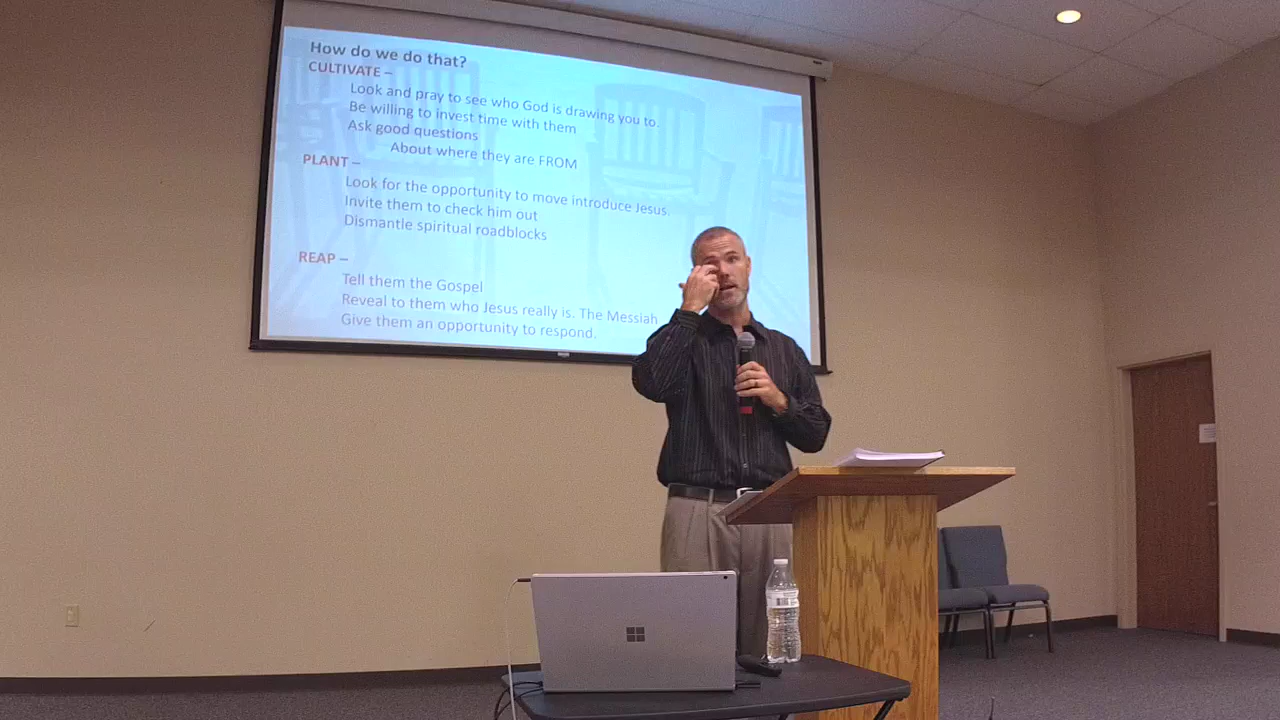 How do we do that?
CULTIVATE –
Look and pray to see who God is drawing you to.
Be willing to invest time with them
Ask good questions
About where they are FROM
PLANT –
Look for the opportunity to move introduce Jesus.
Invite them to check him out
Dismantle spiritual roadblocks
REAP –
Tell them the Gospel
Reveal to them who Jesus really is. The Messiah
Give them an opportunity to respond.